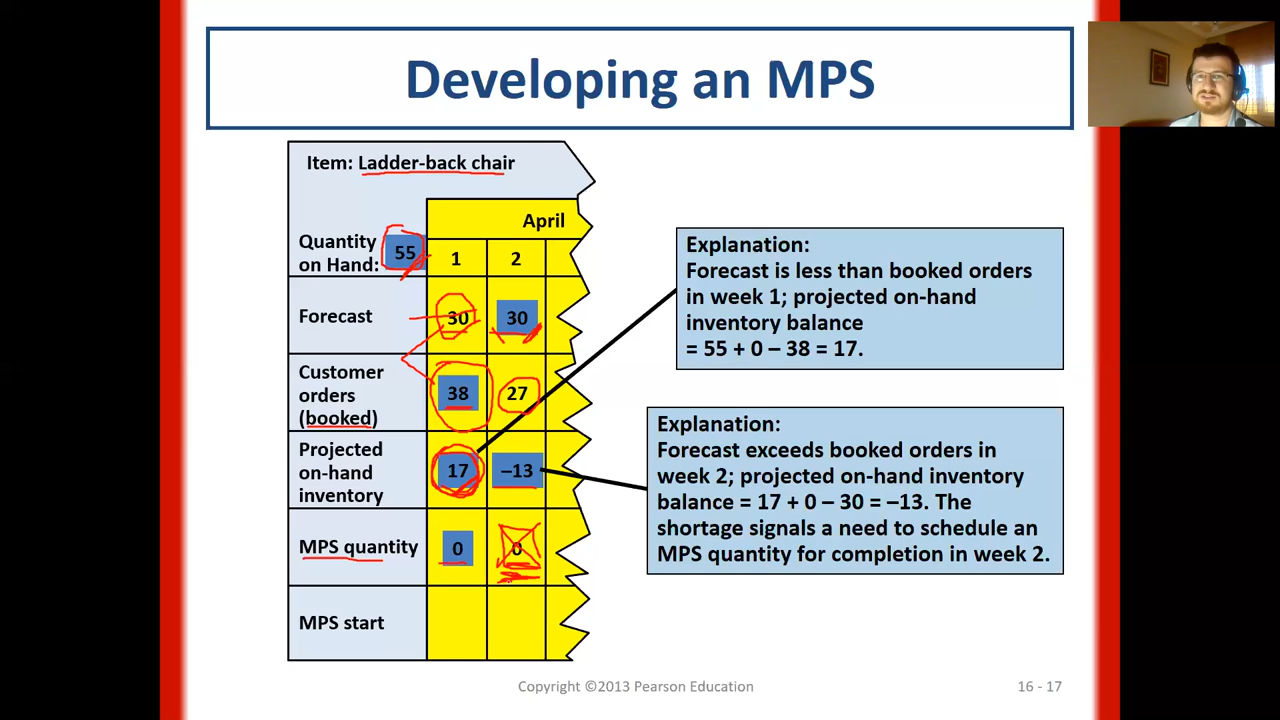 Developing an MPS
Item: Ladder-back chair
April
Quantity
on Hand: 55 1 2
Forecast 30 30
Customer
orders
(booked) 38 27
Projected
on-hand
inventory 17 –13
MPS quantity 0 0
MPS start
Explanation:
Forecast is less than booked orders
in week 1; projected on-hand
inventory balance
= 55 + 0 – 38 = 17.
Explanation:
Forecast exceeds booked orders in
week 2; projected on-hand inventory
balance = 17 + 0 – 30 = –13. The
shortage signals a need to schedule an
MPS quantity for completion in week 2.
Copyright ©2013 Pearson Education
16 - 17